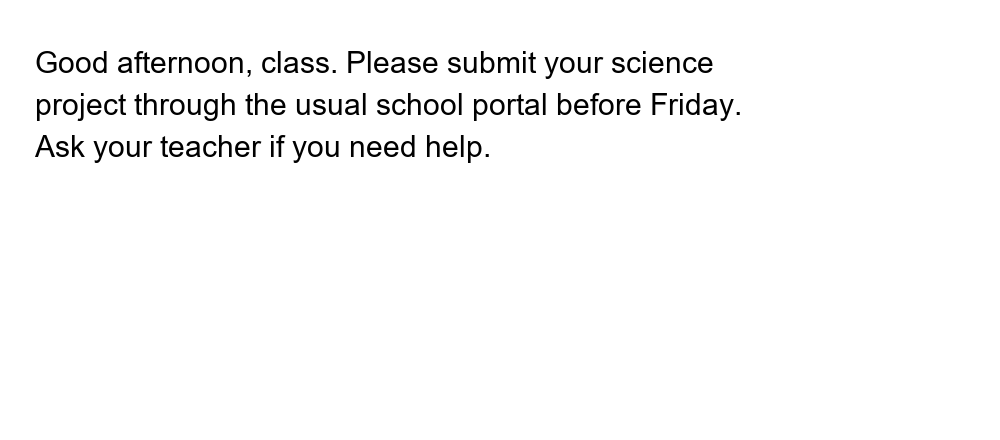 Good afternoon, class. Please submit your science
project through the usual school portal before Friday.
Ask your teacher if you need help.